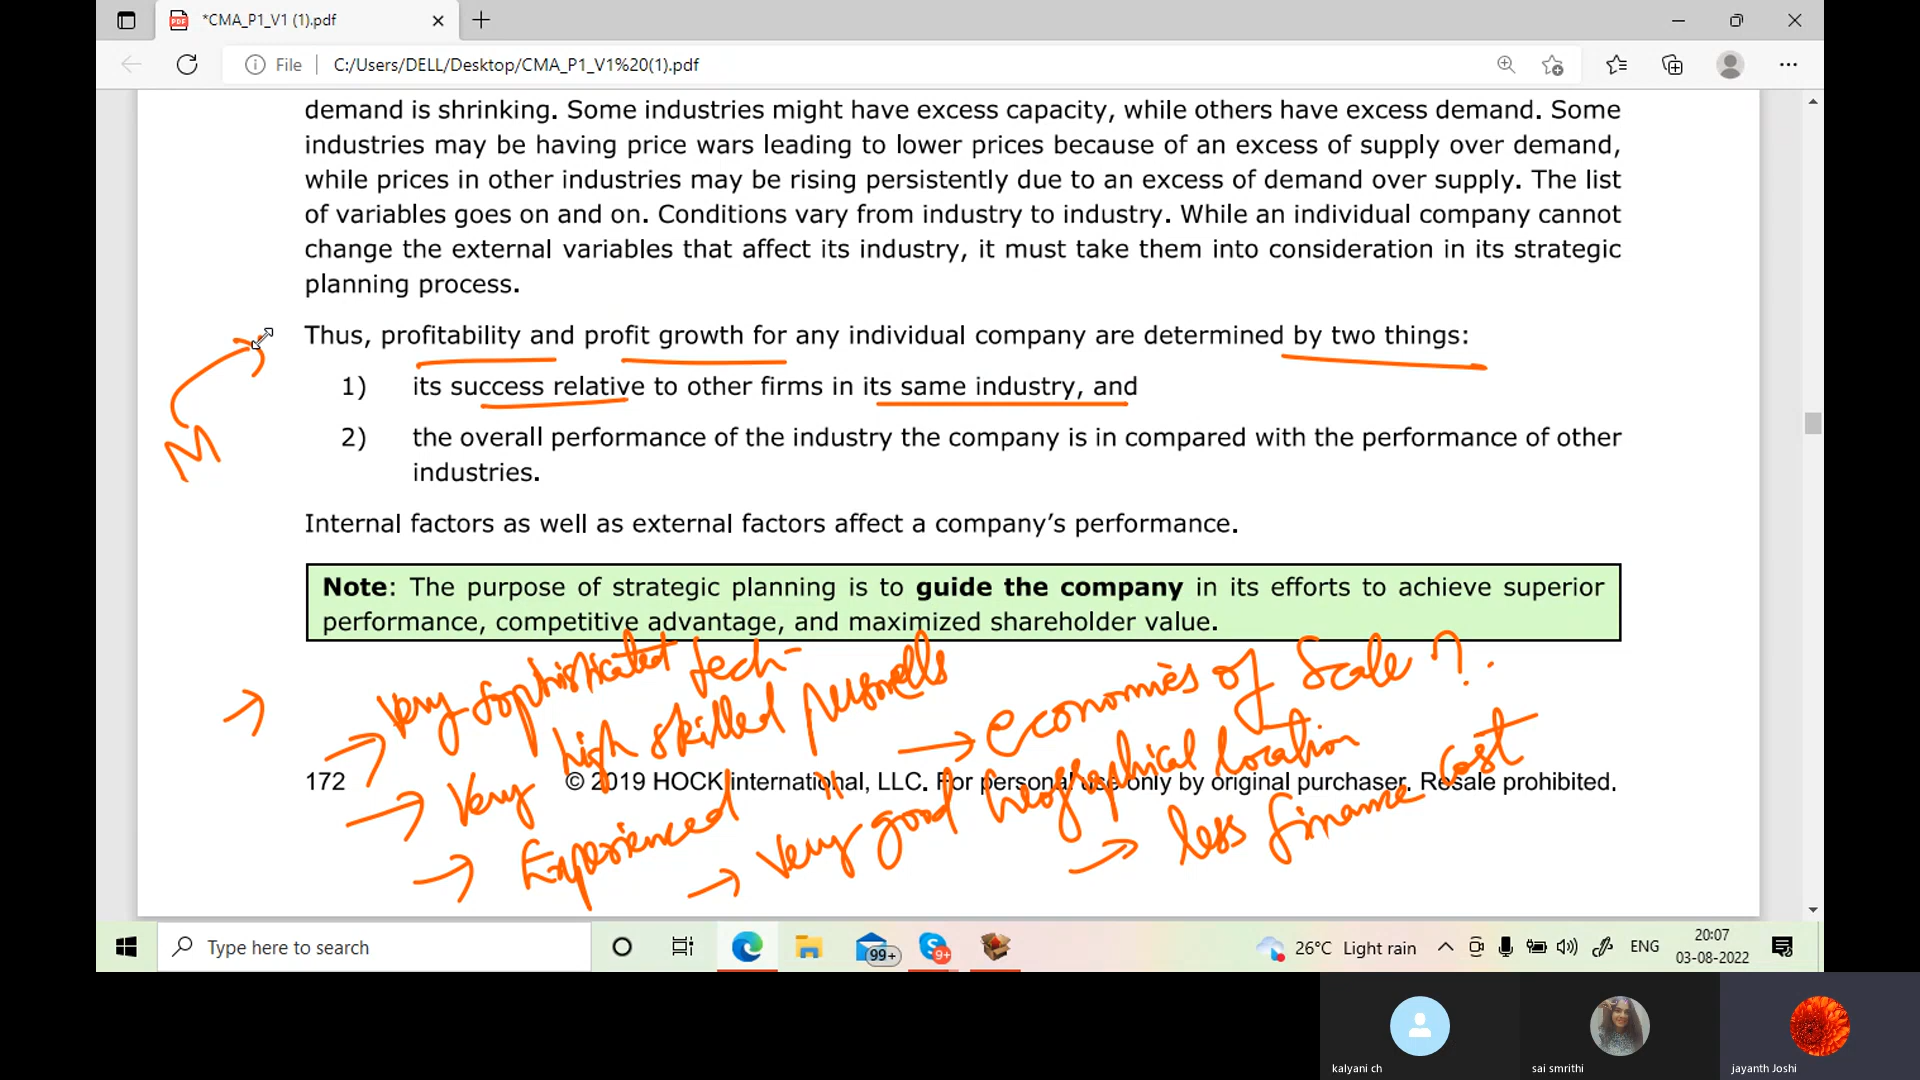 *CMA_P1_V1 (1).pdf
File
C:/Users/DELL/Desktop/CMA_P1_V1%20(1).pdf
demand is shrinking. Some industries might have excess capacity, while others have excess demand. Some
industries may be having price wars leading to lower prices because of an excess of supply over demand,
while prices in other industries may be rising persistently due to an excess of demand over supply. The list
of variables goes on and on. Conditions vary from industry to industry. While an individual company cannot
change the external variables that affect its industry, it must take them into consideration in its strategic
planning process.
Thus, profitability and profit growth for any individual company are determined by two things:
1) its success relative to other firms in its same industry, and
M
2) the overall performance of the industry the company is in compared with the performance of other
industries.
Internal factors as well as external factors affect a company's performance.
Note: The purpose of strategic planning is to guide the company in its efforts to achieve superior
performance, competitive advantage, and maximized shareholder value.
→ very sophisticated tech-
→ Very high skilled personells
→ Experienced "
→ economies of Scale ?.
→ very good geographical location
→ less finance cost
172 © 2019 HOCK international, LLC. For personal use only by original purchaser. Resale prohibited.
Type here to search
99+
9+
26°C Light rain
ENG
20:07
03-08-2022
kalyani ch
sai smrithi
jayanth Joshi